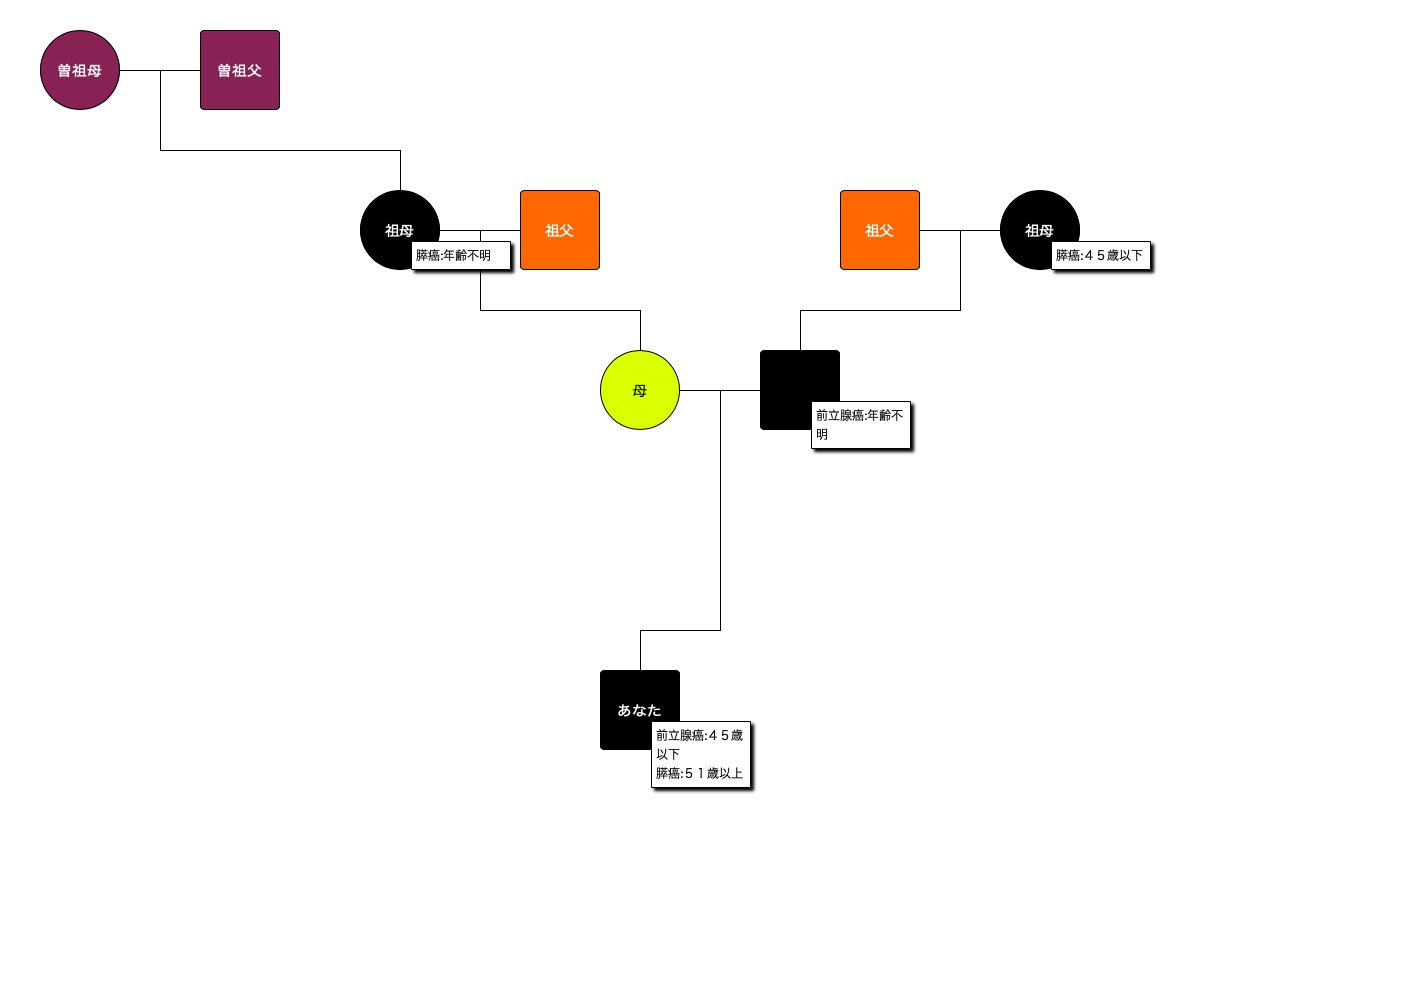 曽祖母
曽祖父
祖母
膵癌:年齢不明
祖父
祖父
祖母
膵癌:４５歳以下
母
前立腺癌:年齢不
明
あなた
前立腺癌:４５歳
以下
膵癌:５１歳以上